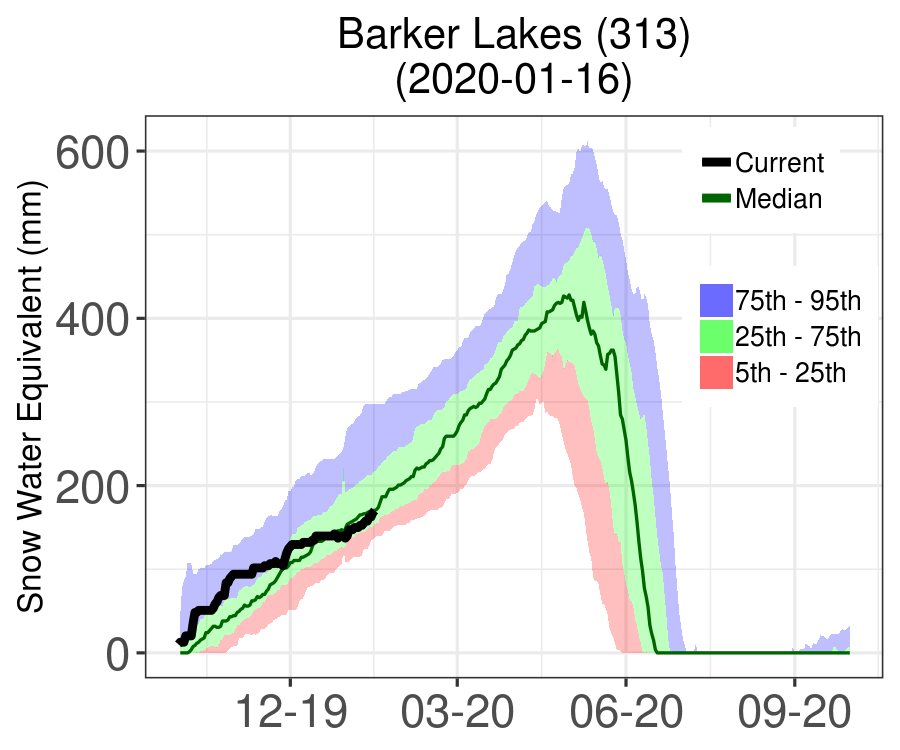 Barker Lakes (313)
(2020-01-16)
Snow Water Equivalent (mm)
600
400
200
0
12-19
03-20
06-20
09-20
Current
Median
75th - 95th
25th - 75th
5th - 25th